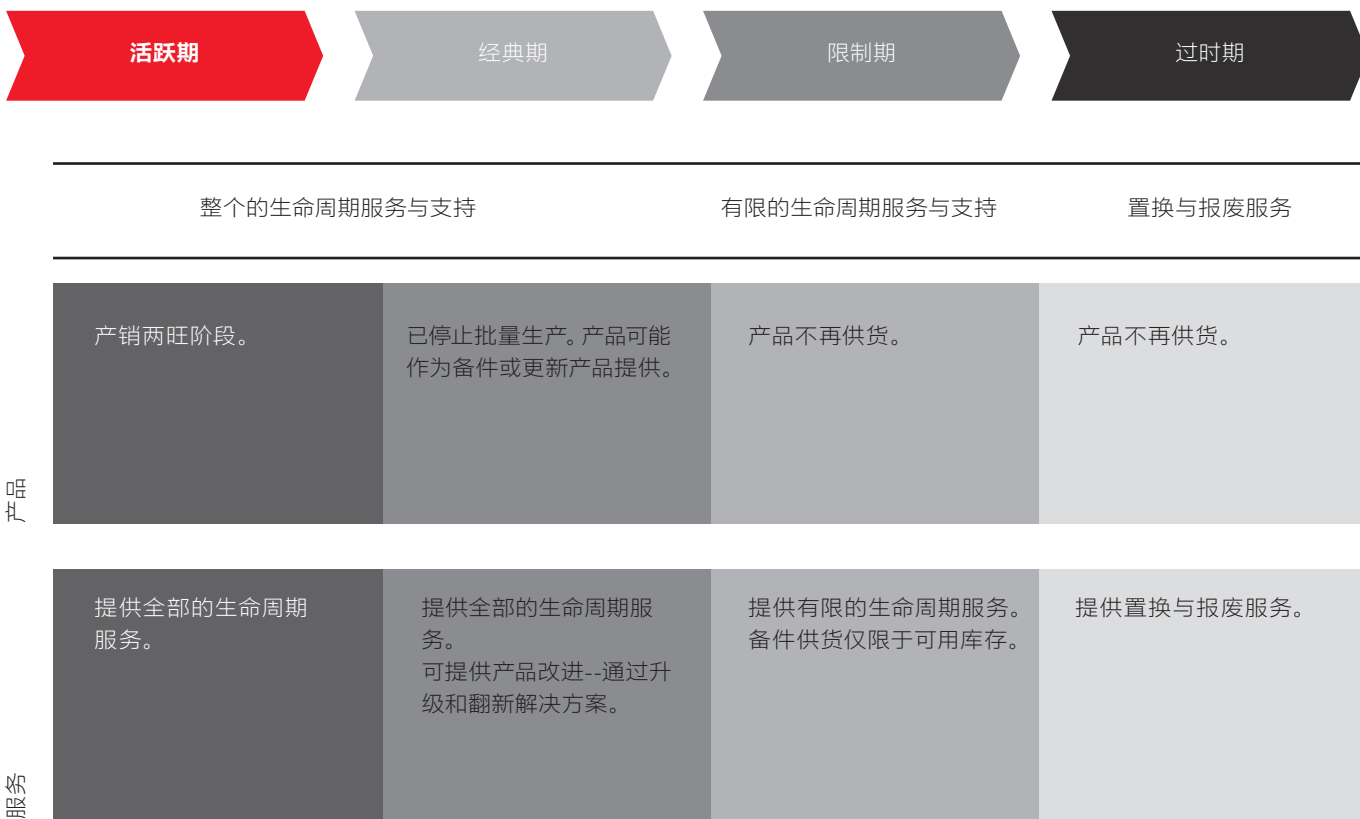 活跃期
经典期
限制期
过时期
整个的生命周期服务与支持
有限的生命周期服务与支持
置换与报废服务
产品
产销两旺阶段。
已停止批量生产。产品可能
作为备件或更新产品提供。
产品不再供货。
产品不再供货。
服务
提供全部的生命周期
服务。
提供全部的生命周期服
务。
可提供产品改进--通过升
级和翻新解决方案。
提供有限的生命周期服务。
备件供货仅限于可用库存。
提供置换与报废服务。